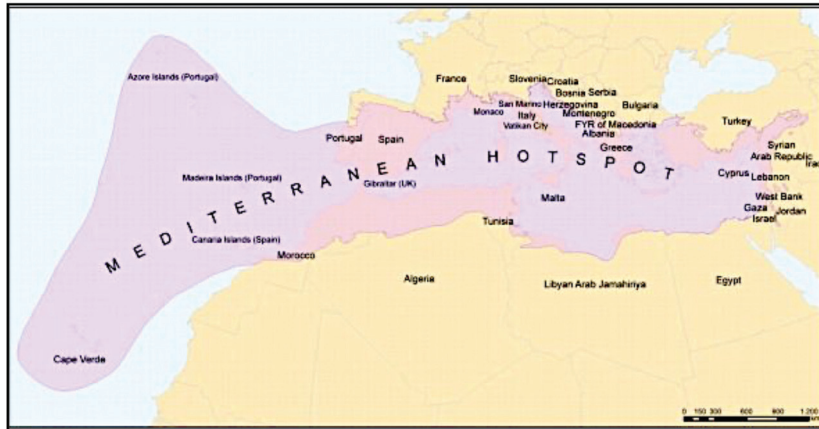 Azore Islands (Portugal)
France
Slovenia Croatia
Bosnia Serbia
San Marino Herzegovina
Monaco
Italy
Montenegro
Bulgaria
Vatikan City
FYR of Macedonia
Albania
Turkey
Portugal
Spain
Greece
Syrian
Arab Republic
MEDITERRANEAN HOTSPOT
Madeira Islands (Portugal)
Gibraltar (UK)
Cyprus
Lebanon
Malta
West Bank
Gaza
Israel
Jordan
Tunisia
Canaria Islands (Spain)
Morocco
Algeria
Libyan Arab Jamahiriya
Egypt
Cape Verde
0 150 300 600 900 1.200